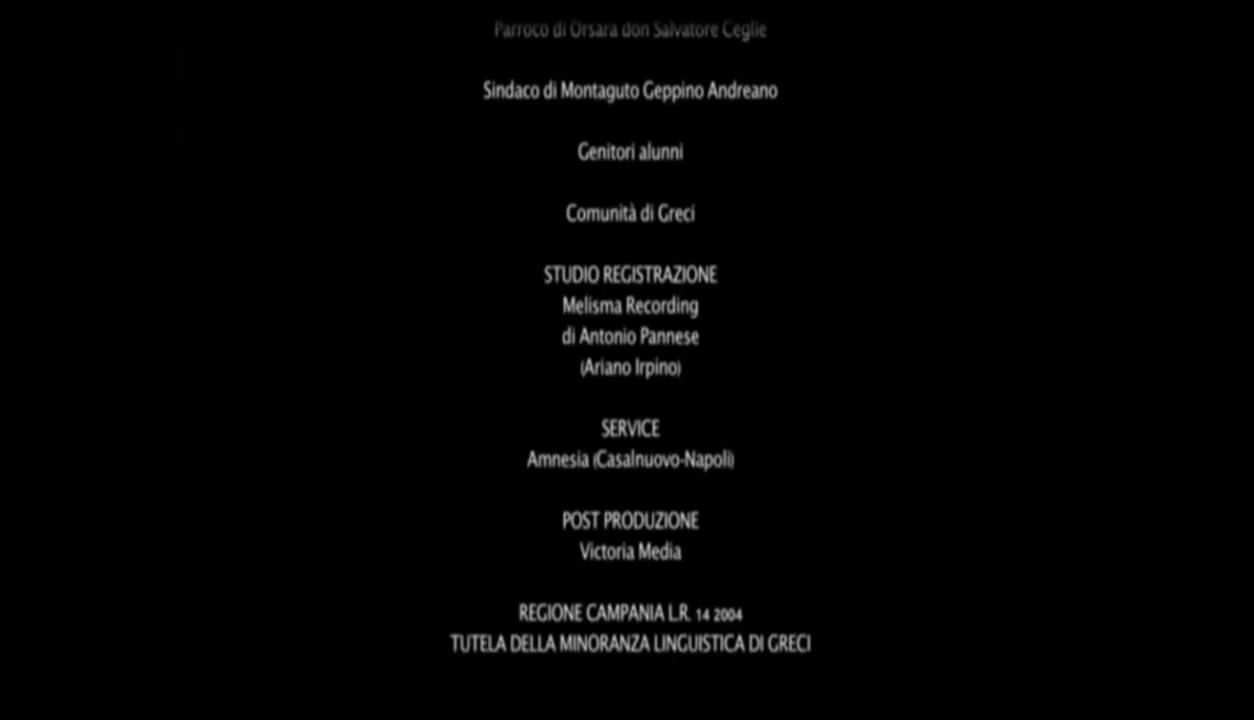 Parroco di Orsara don Salvatore Ceglie
Sindaco di Montaguto Geppino Andreano
Genitori alunni
Comunità di Greci
STUDIO REGISTRAZIONE
Melisma Recording
di Antonio Pannese
(Ariano Irpino)
SERVICE
Amnesia (Casalnuovo-Napoli)
POST PRODUZIONE
Victoria Media
REGIONE CAMPANIA L.R. 14 2004
TUTELA DELLA MINORANZA LINGUISTICA DI GRECI